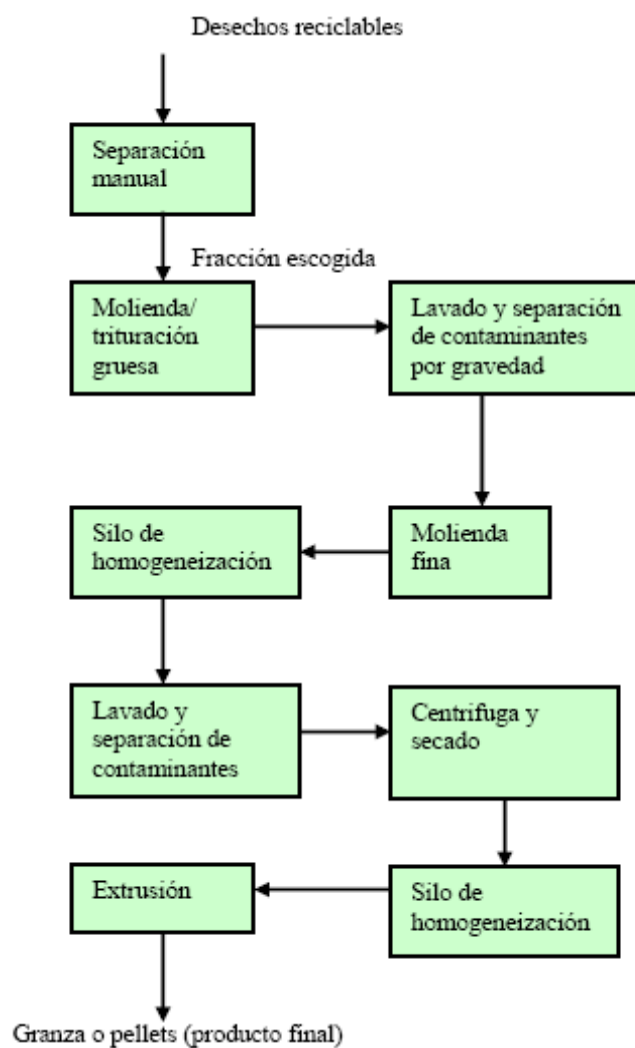 Desechos reciclables
Separación
manual
Fracción escogida
Molienda/
trituración
gruesa
Lavado y separación
de contaminantes
por gravedad
Molienda
fina
Silo de
homogeneización
Lavado y
separación de
contaminantes
Centrifuga y
secado
Silo de
homogeneización
Extrusión
Granza o pellets (producto final)